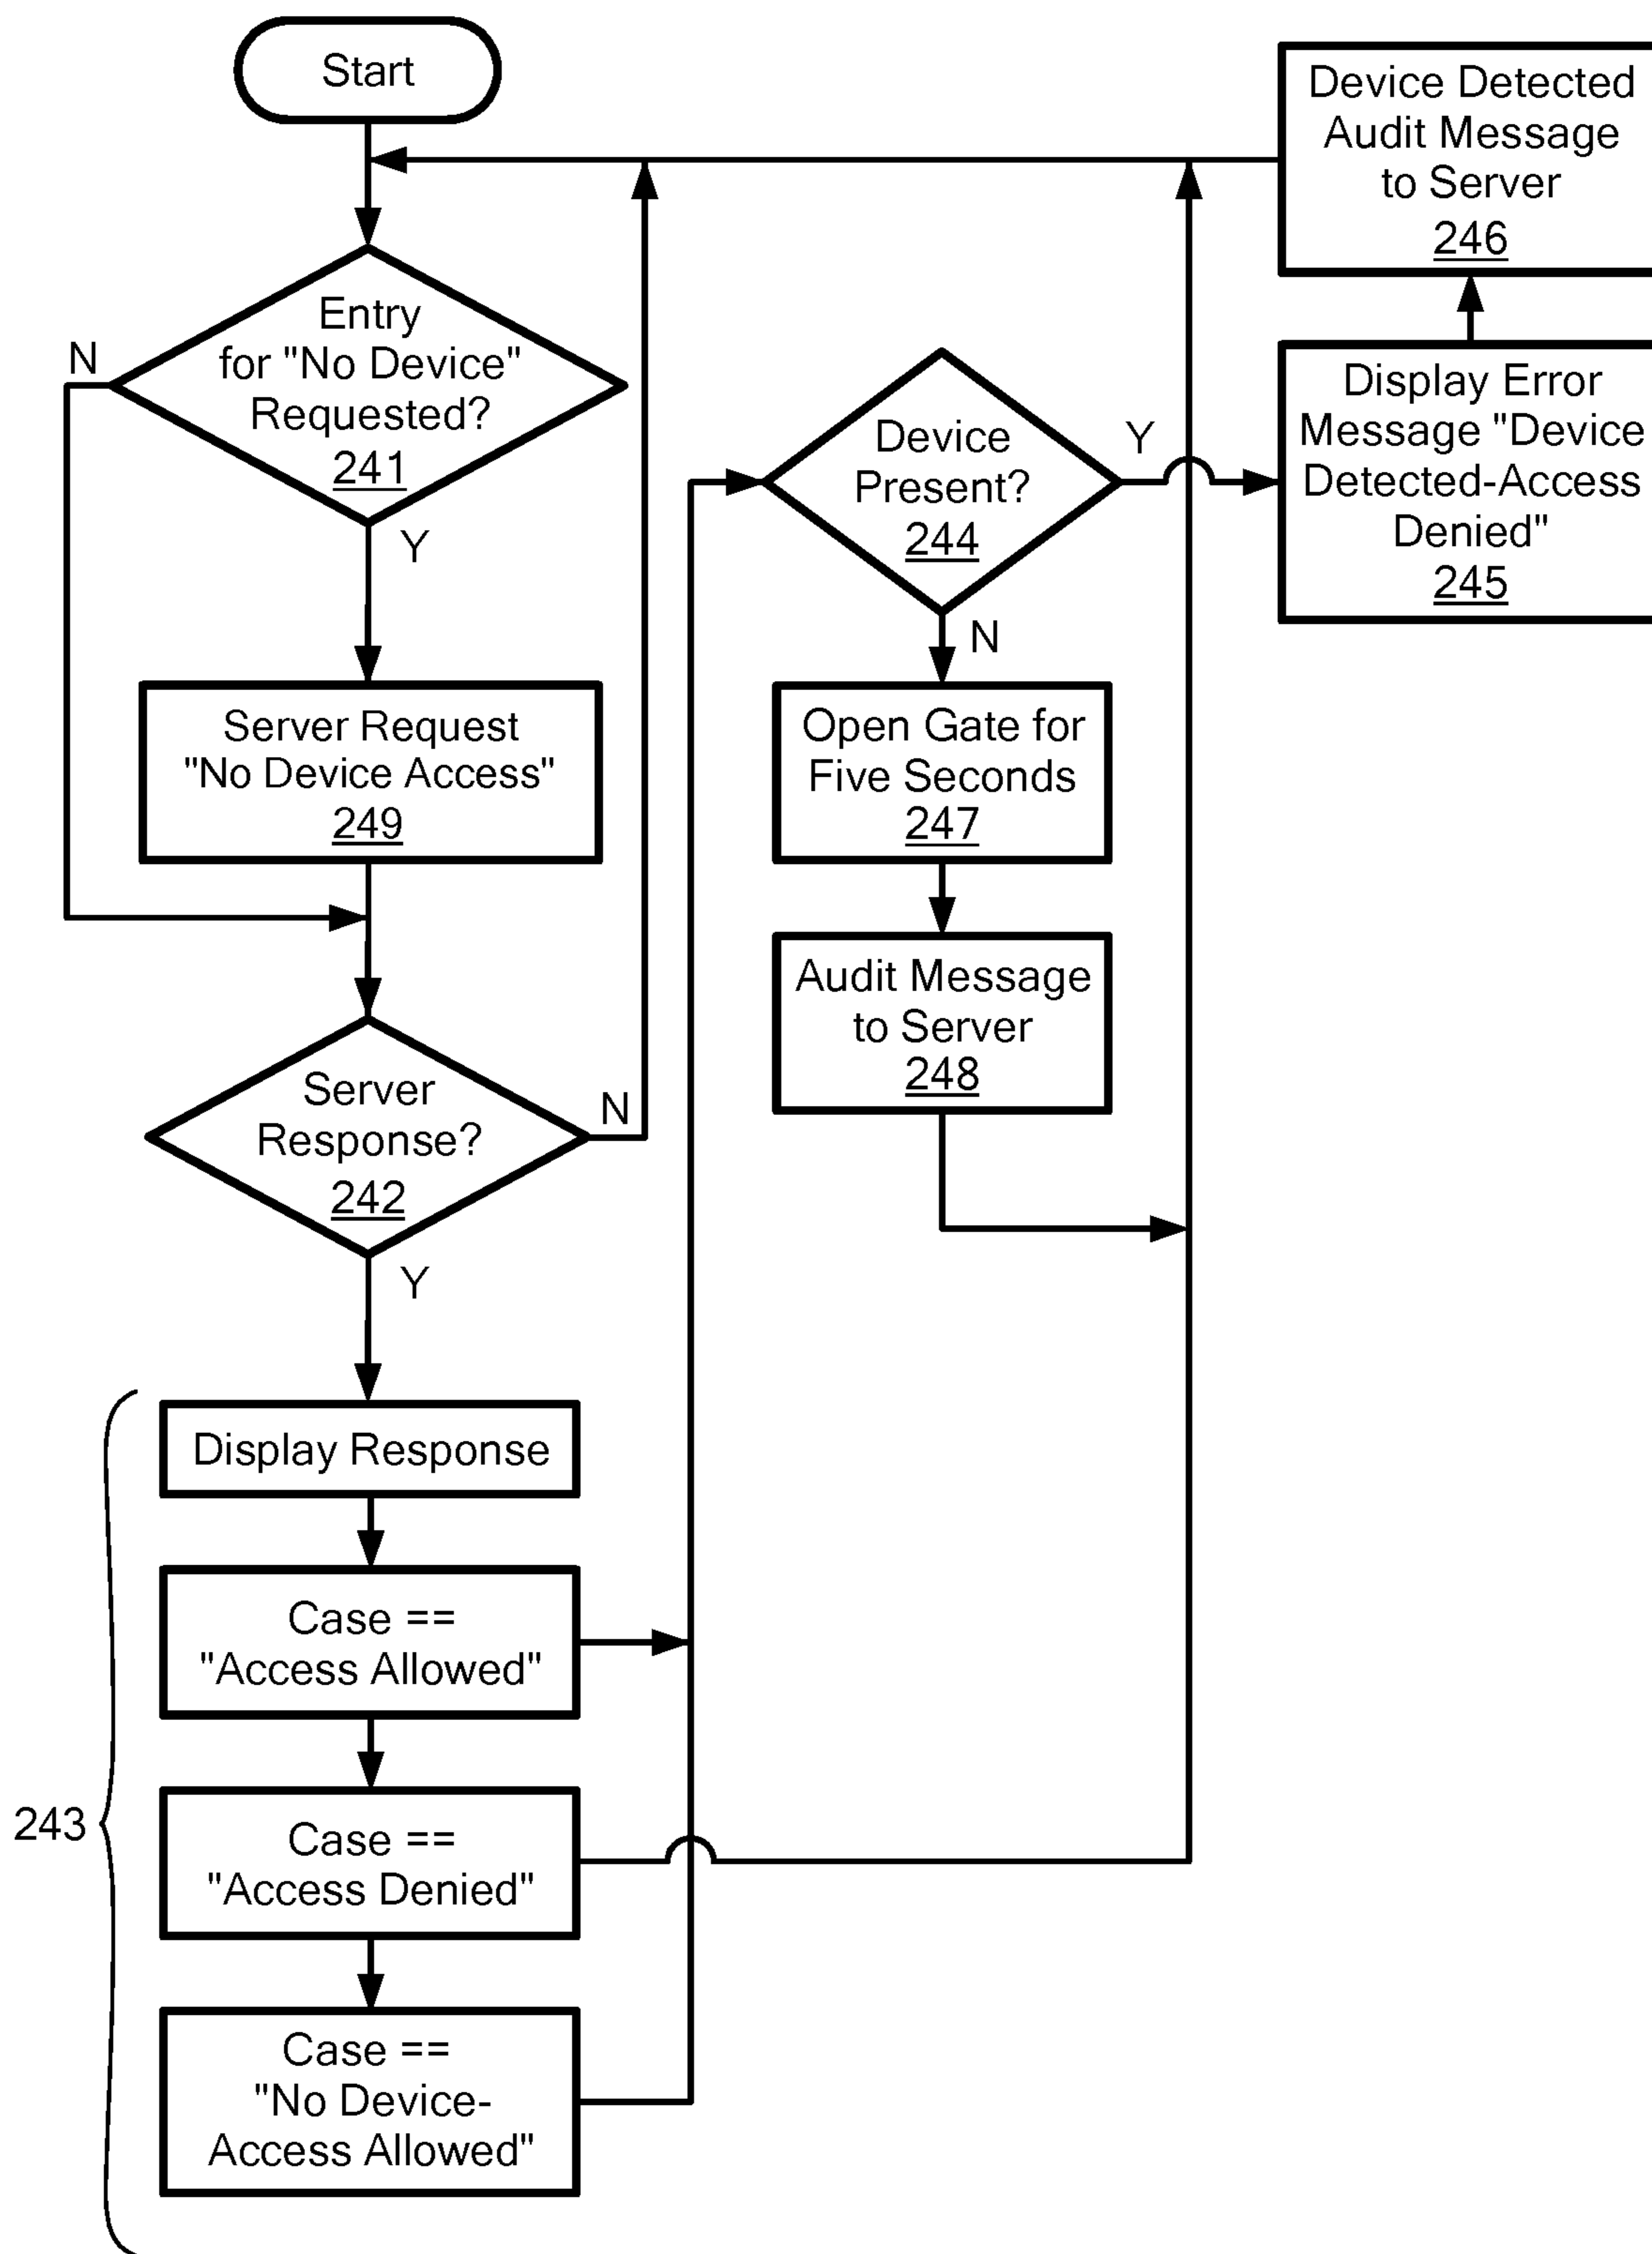 Start
Entry
for "No Device"
Requested?
241
N
Y
Server Request
"No Device Access"
249
Server
Response?
242
N
Y
243
Display Response
Case ==
"Access Allowed"
Case ==
"Access Denied"
Case ==
"No Device-
Access Allowed"
Device
Present?
244
Y
N
Open Gate for
Five Seconds
247
Audit Message
to Server
248
Device Detected
Audit Message
to Server
246
Display Error
Message "Device
Detected-Access
Denied"
245